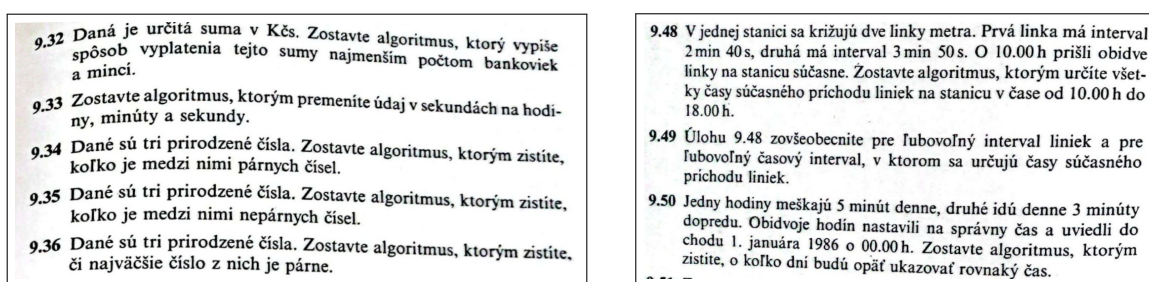 9.32 Daná je určitá suma v Kčs. Zostavte algoritmus, ktorý vypíše
spôsob vyplatenia tejto sumy najmenším počtom bankoviek
a mincí.
9.33 Zostavte algoritmus, ktorým premeníte údaj v sekundách na hodi-
ny, minúty a sekundy.
9.34 Dané sú tri prirodzené čísla. Zostavte algoritmus, ktorým zistíte,
koľko je medzi nimi párnych čísel.
9.35 Dané sú tri prirodzené čísla. Zostavte algoritmus, ktorým zistíte,
koľko je medzi nimi nepárnych čísel.
9.36 Dané sú tri prirodzené čísla. Zostavte algoritmus, ktorým zistíte,
či najväčšie číslo z nich je párne.
9.48 V jednej stanici sa križujú dve linky metra. Prvá linka má interval
2 min 40 s, druhá má interval 3 min 50 s. O 10.00 h prišli obidve
linky na stanicu súčasne. Zostavte algoritmus, ktorým určíte všet-
ky časy súčasného príchodu liniek na stanicu v čase od 10.00 h do
18.00 h.
9.49 Úlohu 9.48 zovšeobecnite pre ľubovoľný interval liniek a pre
ľubovoľný časový interval, v ktorom sa určujú časy súčasného
príchodu liniek.
9.50 Jedny hodiny meškajú 5 minút denne, druhé idú denne 3 minúty
dopredu. Obidvoje hodín nastavili na správny čas a uviedli do
chodu 1. januára 1986 o 00.00 h. Zostavte algoritmus, ktorým
zistíte, o koľko dní budú opäť ukazovať rovnaký čas.